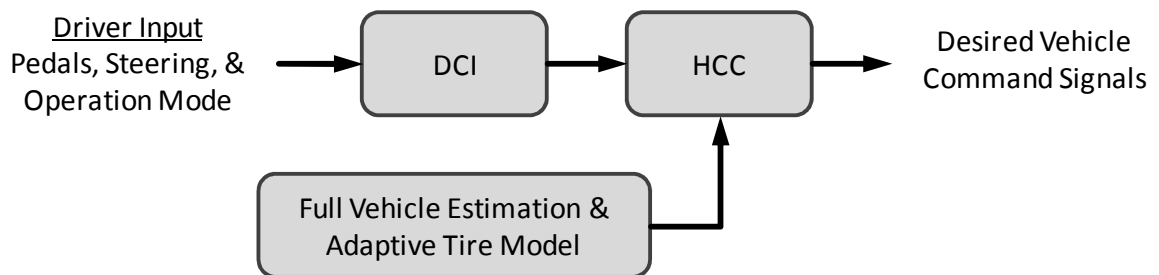 Driver Input
Pedals, Steering, &
Operation Mode
DCI
HCC
Desired Vehicle
Command Signals
Full Vehicle Estimation &
Adaptive Tire Model